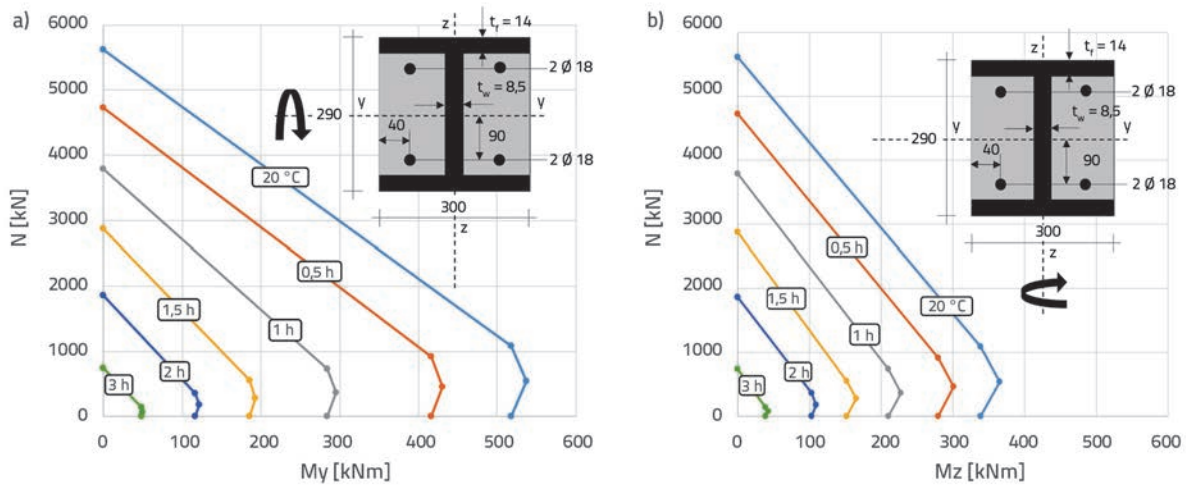 a)
6000
5000
4000
3000
2000
1000
0
N [kN]
0 100 200 300 400 500 600
My [kNm]
20 °C
0,5 h
1 h
1,5 h
2 h
3 h
z
t_f = 14
2 Ø 18
t_w = 8,5
y
290
y
40
90
2 Ø 18
300
z
b)
6000
5000
4000
3000
2000
1000
0
N [kN]
0 100 200 300 400 500 600
Mz [kNm]
20 °C
0,5 h
1 h
1,5 h
2 h
3 h
z
t_f = 14
2 Ø 18
t_w = 8,5
y
290
y
40
90
2 Ø 18
300
z